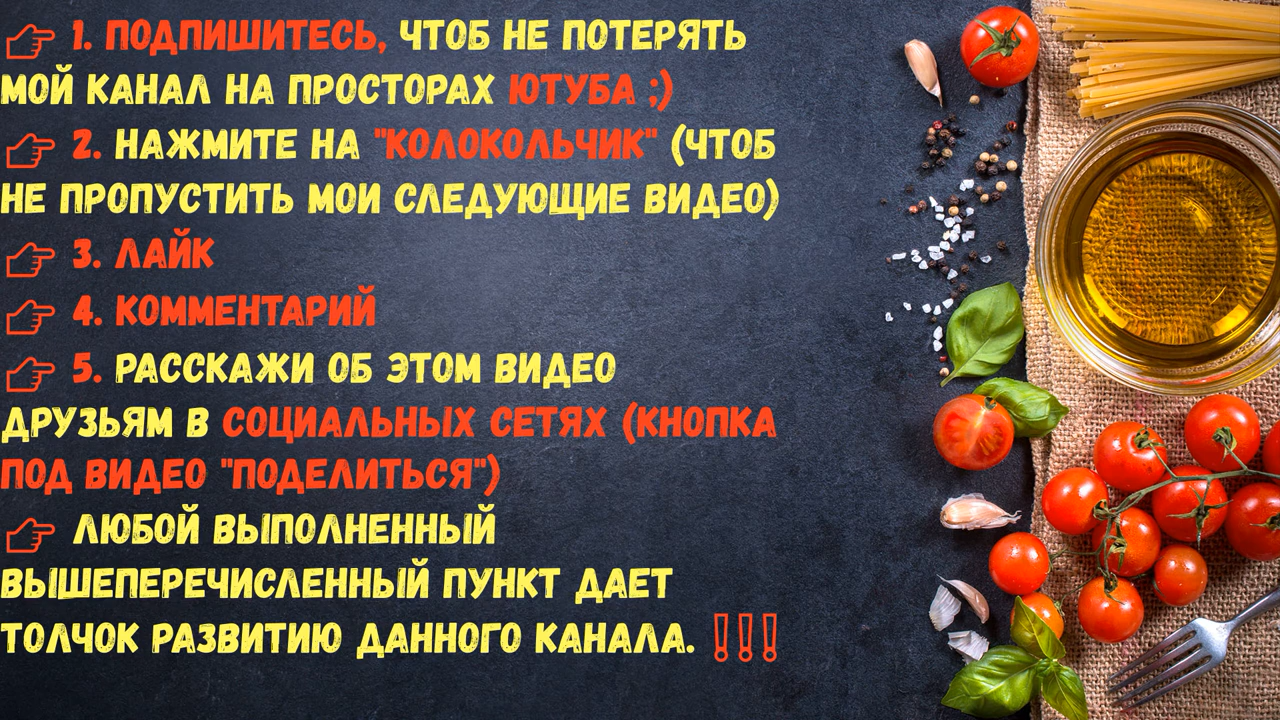 👉 1. ПОДПИШИТЕСЬ, ЧТОБ НЕ ПОТЕРЯТЬ
МОЙ КАНАЛ НА ПРОСТОРАХ ЮТУБА ;)
👉 2. НАЖМИТЕ НА "КОЛОКОЛЬЧИК" (ЧТОБ
НЕ ПРОПУСТИТЬ МОИ СЛЕДУЮЩИЕ ВИДЕО)
👉 3. ЛАЙК
👉 4. КОММЕНТАРИЙ
👉 5. РАССКАЖИ ОБ ЭТОМ ВИДЕО
ДРУЗЬЯМ В СОЦИАЛЬНЫХ СЕТЯХ (КНОПКА
ПОД ВИДЕО "ПОДЕЛИТЬСЯ")
👉 ЛЮБОЙ ВЫПОЛНЕННЫЙ
ВЫШЕПЕРЕЧИСЛЕННЫЙ ПУНКТ ДАЕТ
ТОЛЧОК РАЗВИТИЮ ДАННОГО КАНАЛА. ❗❗❗